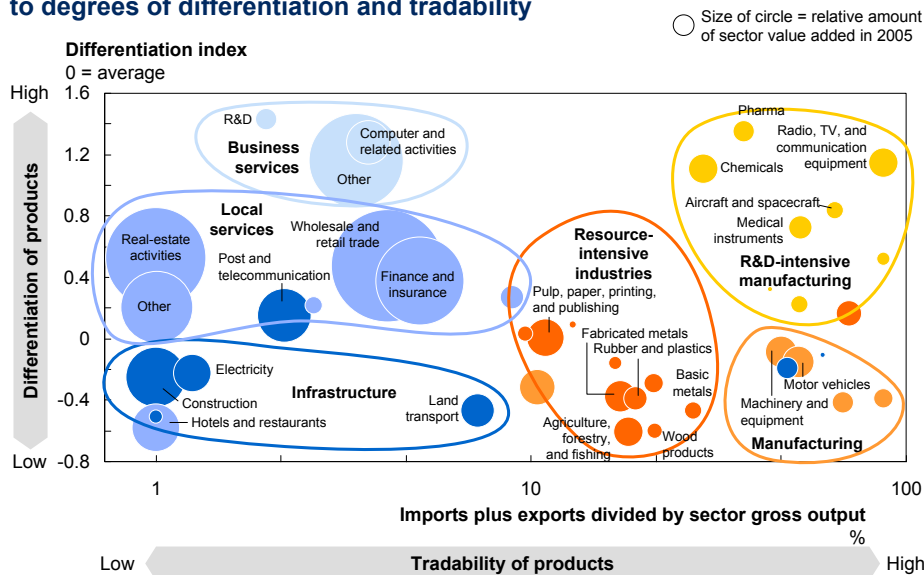 to degrees of differentiation and tradability
Size of circle = relative amount
of sector value added in 2005
Differentiation index
0 = average
High
1.6
1.2
0.8
0.4
0
-0.4
-0.8
Low
Differentiation of products
R&D
Business
services
Computer and
related activities
Other
Local
services
Real-estate
activities
Other
Post and
telecommunication
Wholesale and
retail trade
Finance and
insurance
Electricity
Construction
Hotels and restaurants
Infrastructure
Land
transport
Resource-
intensive
industries
Pulp, paper, printing,
and publishing
Fabricated metals
Rubber and plastics
Basic
metals
Agriculture,
forestry,
and fishing
Wood
products
Pharma
Radio, TV, and
communication
equipment
Chemicals
Aircraft and spacecraft
Medical
instruments
R&D-intensive
manufacturing
Motor vehicles
Machinery and
equipment
Manufacturing
1
10
100
Imports plus exports divided by sector gross output
%
Low
Tradability of products
High